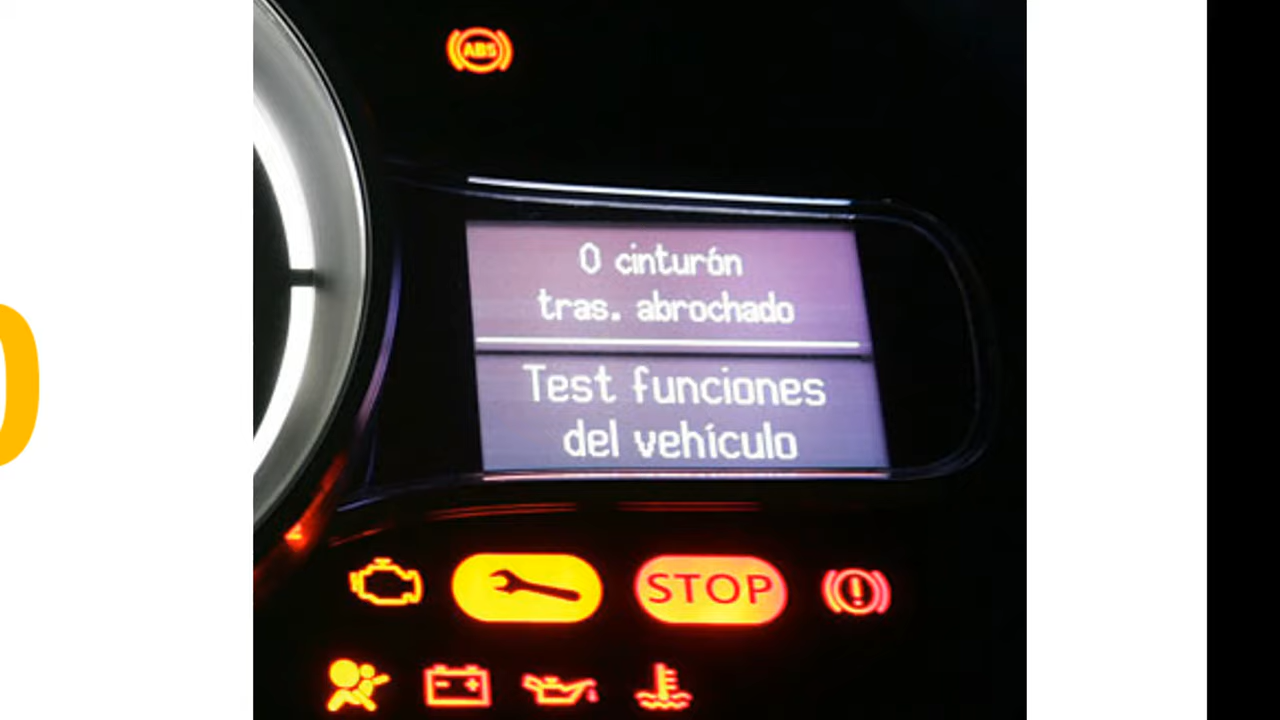 ABS
0 cinturón
tras. abrochado
Test funciones
del vehículo
STOP